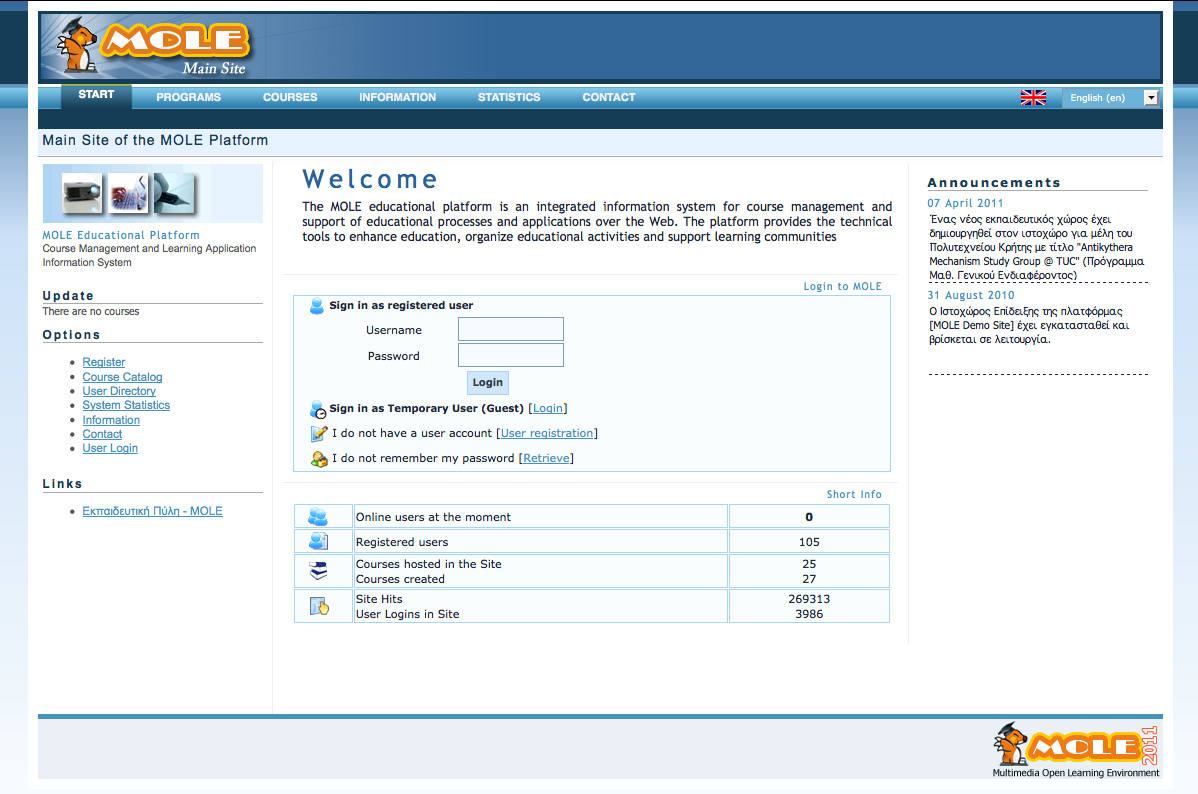 MOLE
Main Site
START
PROGRAMS
COURSES
INFORMATION
STATISTICS
CONTACT
English (en)
Main Site of the MOLE Platform
MOLE Educational Platform
Course Management and Learning Application
Information System
Update
There are no courses
Options
Register
Course Catalog
User Directory
System Statistics
Information
Contact
User Login
Links
Εκπαιδευτική Πύλη - MOLE
Welcome
The MOLE educational platform is an integrated information system for course management and
support of educational processes and applications over the Web. The platform provides the technical
tools to enhance education, organize educational activities and support learning communities
Login to MOLE
Sign in as registered user
Username
Password
Login
Sign in as Temporary User (Guest) [Login]
I do not have a user account [User registration]
I do not remember my password [Retrieve]
Short Info
Online users at the moment 0
Registered users 105
Courses hosted in the Site 25
Courses created 27
Site Hits 269313
User Logins in Site 3986
Announcements
07 April 2011
Ένας νέος εκπαιδευτικός χώρος έχει
δημιουργηθεί στον ιστοχώρο για μέλη του
Πολυτεχνείου Κρήτης με τίτλο "Antikythera
Mechanism Study Group @ TUC" (Πρόγραμμα
Μαθ. Γενικού Ενδιαφέροντος)
31 August 2010
Ο Ιστοχώρος Επίδειξης της πλατφόρμας
[MOLE Demo Site] έχει εγκατασταθεί και
βρίσκεται σε λειτουργία.
MOLE
2011
Multimedia Open Learning Environment